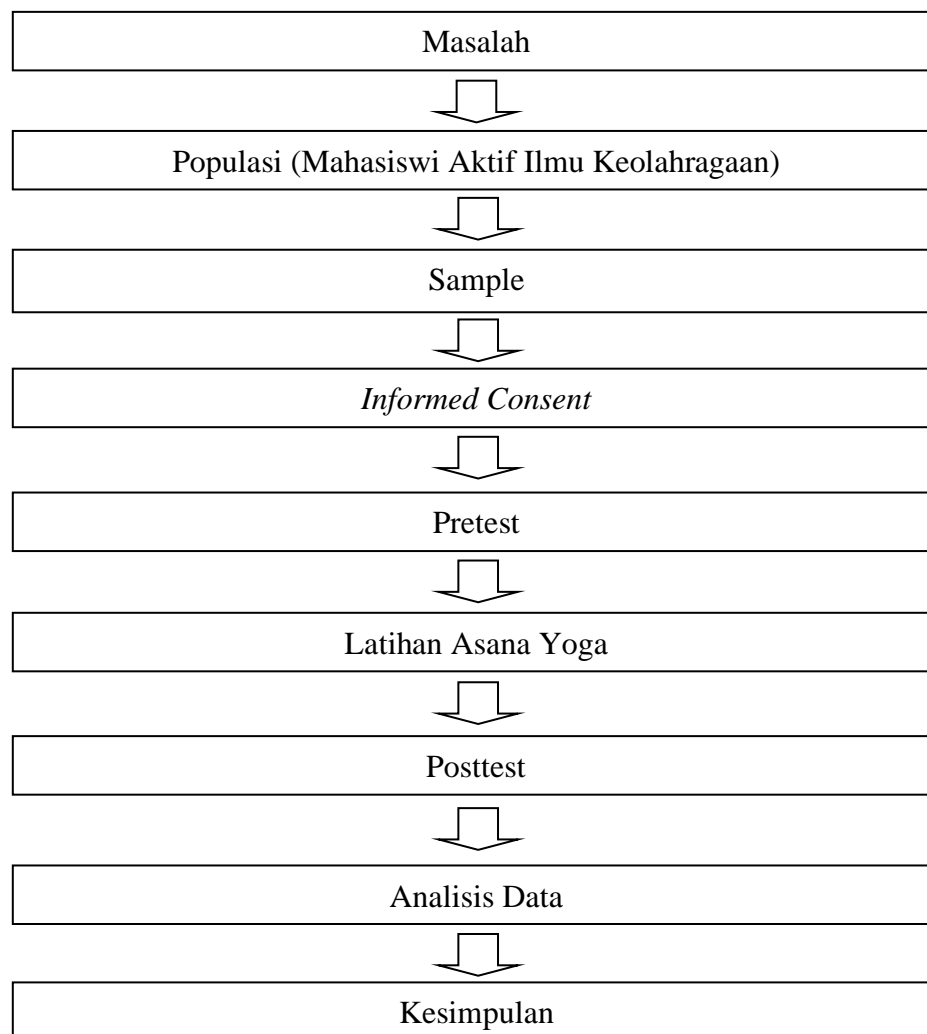 Masalah
Populasi (Mahasiswi Aktif Ilmu Keolahragaan)
Sample
Informed Consent
Pretest
Latihan Asana Yoga
Posttest
Analisis Data
Kesimpulan